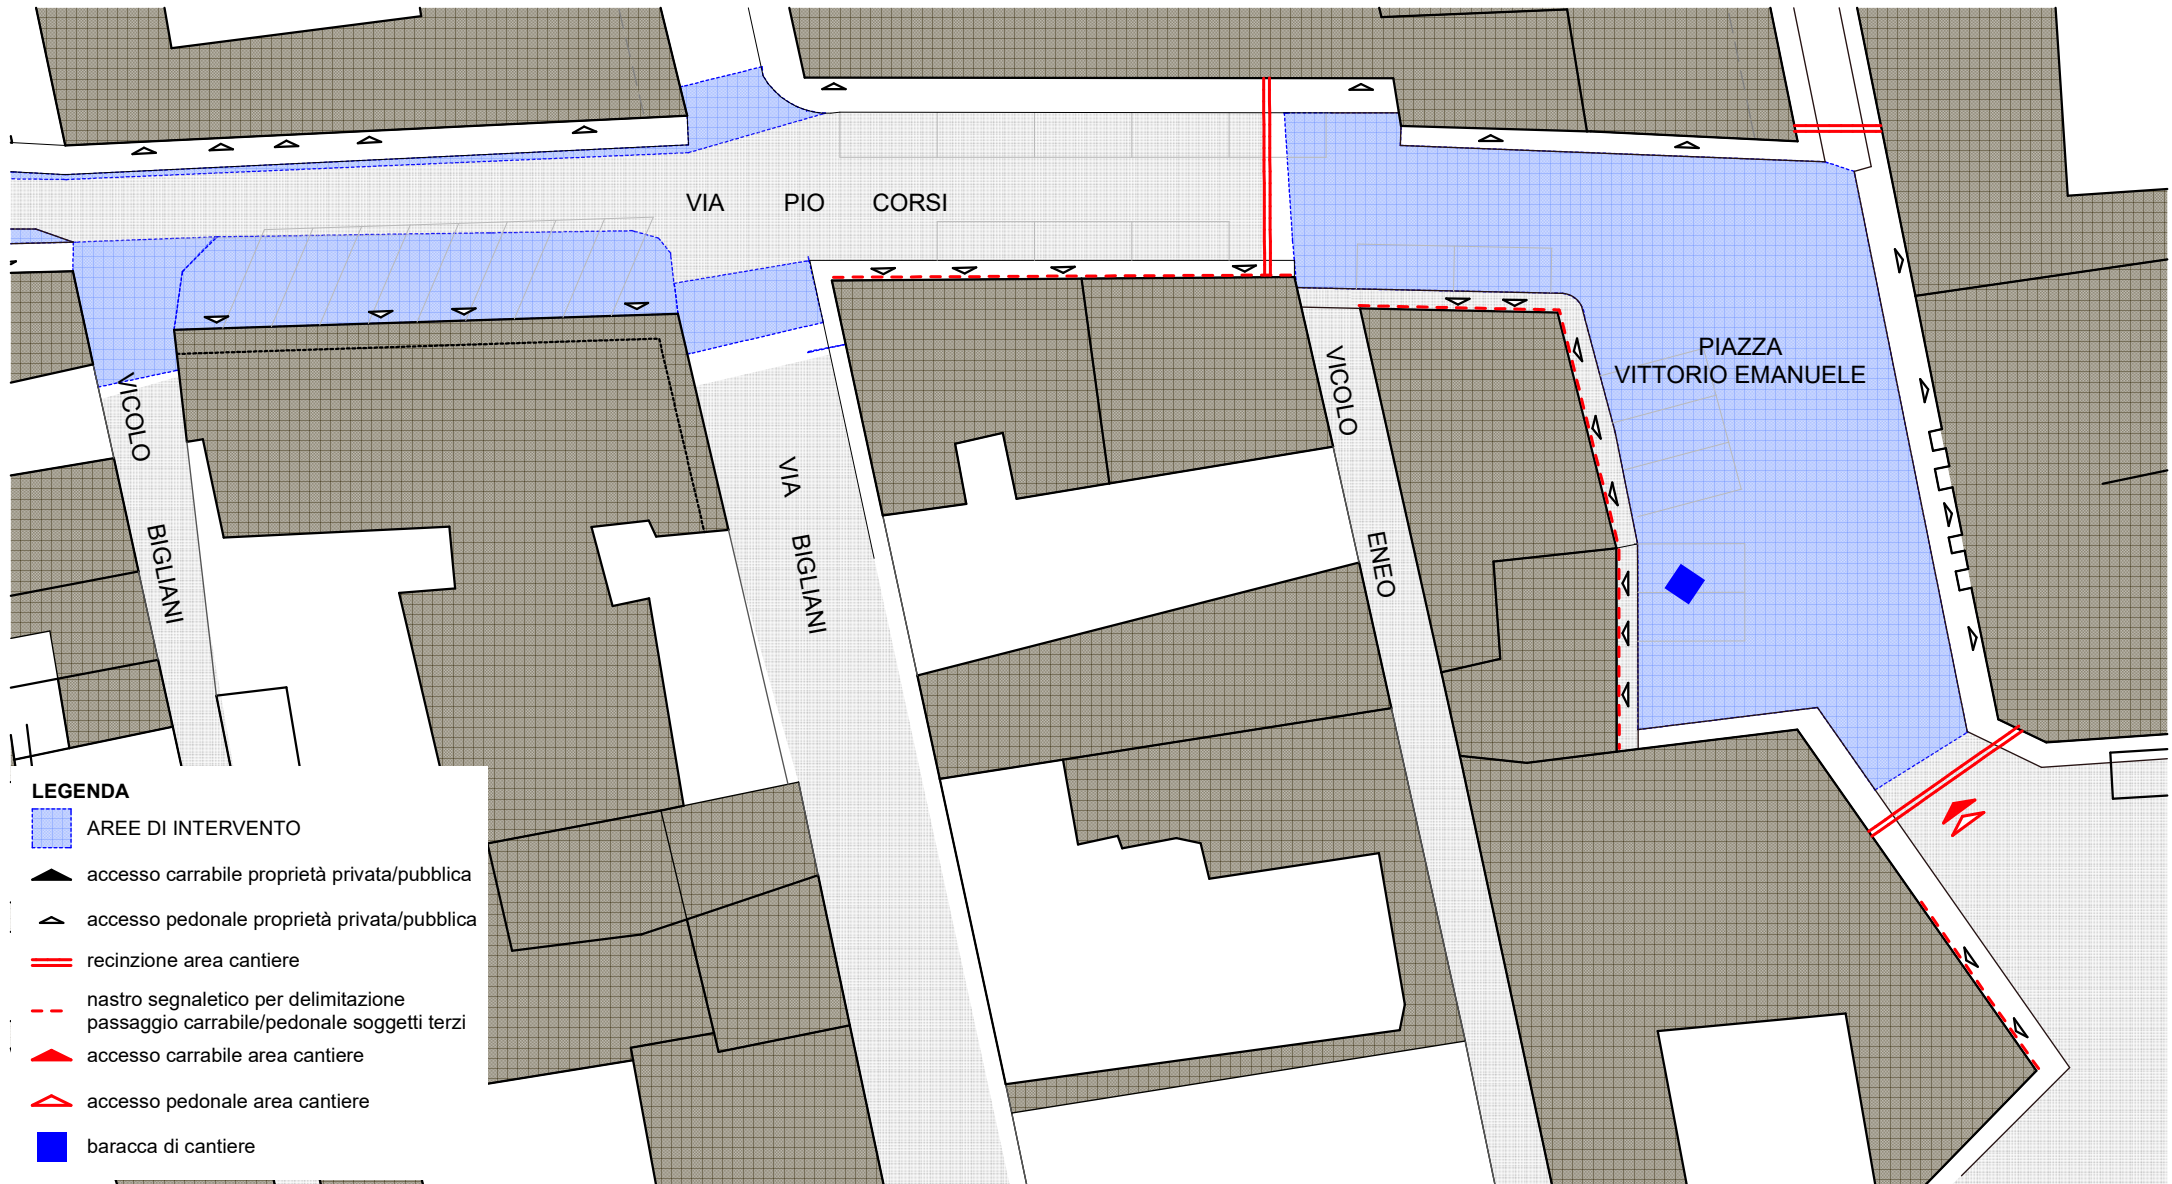 VIA PIO CORSI
PIAZZA
VITTORIO EMANUELE
VICOLO
BIGLIANI
VIA
BIGLIANI
VICOLO
ENEO
LEGENDA
AREE DI INTERVENTO
accesso carrabile proprietà privata/pubblica
accesso pedonale proprietà privata/pubblica
recinzione area cantiere
nastro segnaletico per delimitazione
passaggio carrabile/pedonale soggetti terzi
accesso carrabile area cantiere
accesso pedonale area cantiere
baracca di cantiere